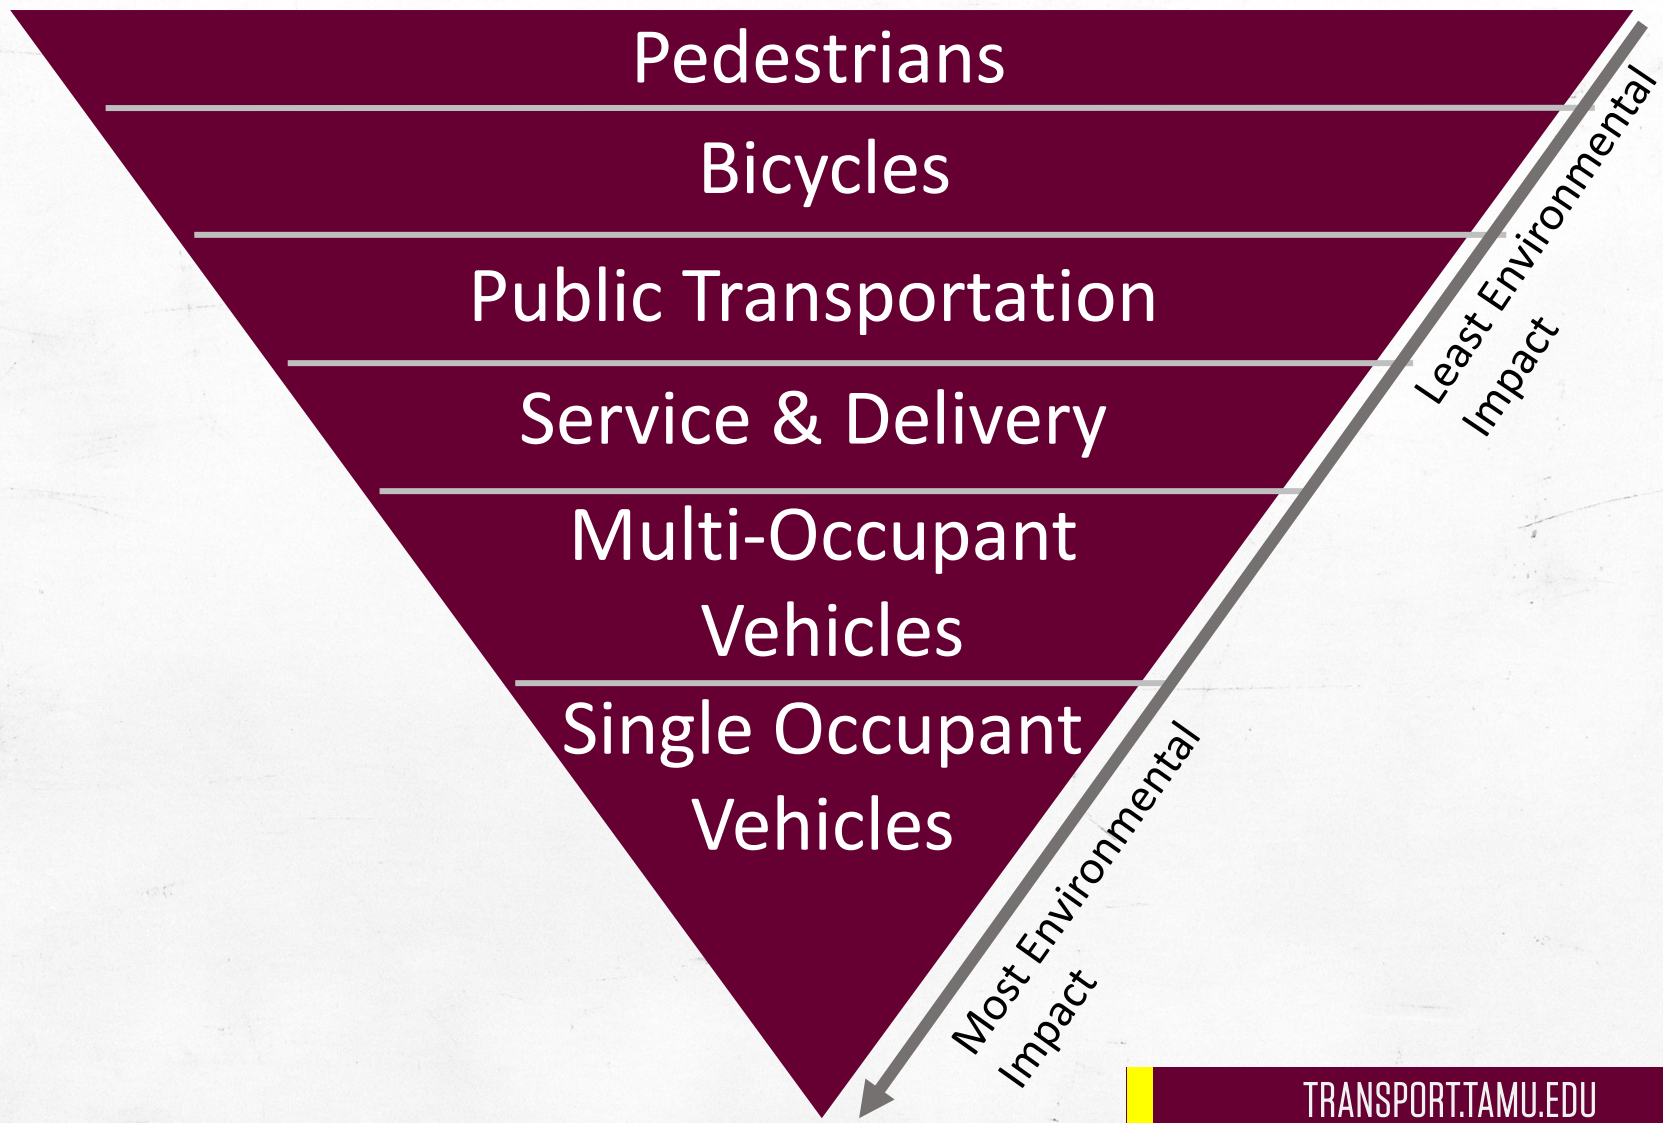 Pedestrians
Bicycles
Public Transportation
Service & Delivery
Multi-Occupant
Vehicles
Single Occupant
Vehicles
Least Environmental
Impact
Most Environmental
Impact
TRANSPORT.TAMU.EDU